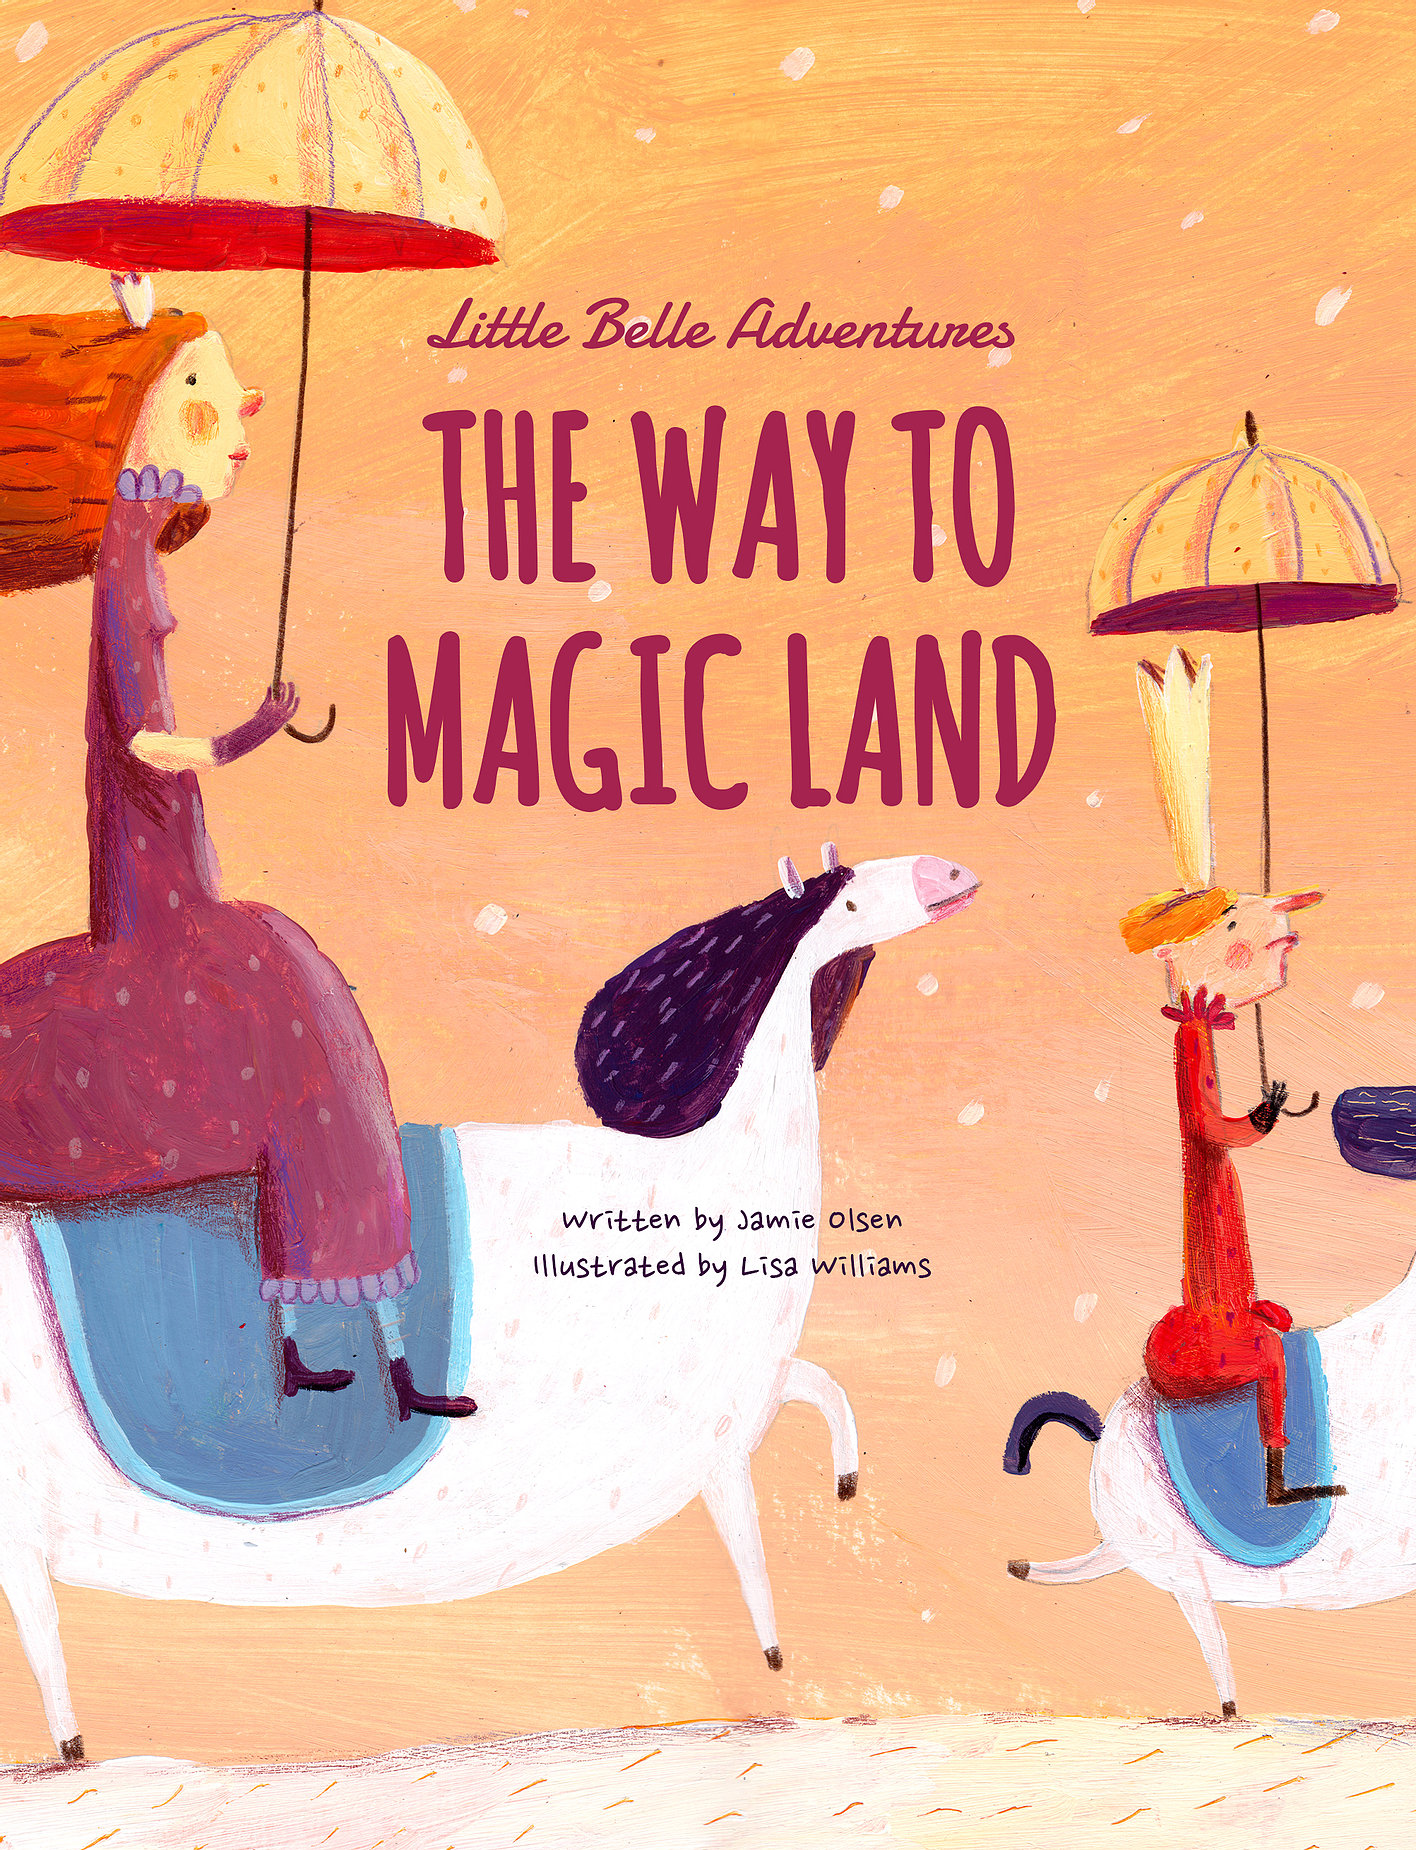 Little Belle Adventures
THE WAY TO
MAGIC LAND
Written by Jamie Olsen
Illustrated by Lisa Williams